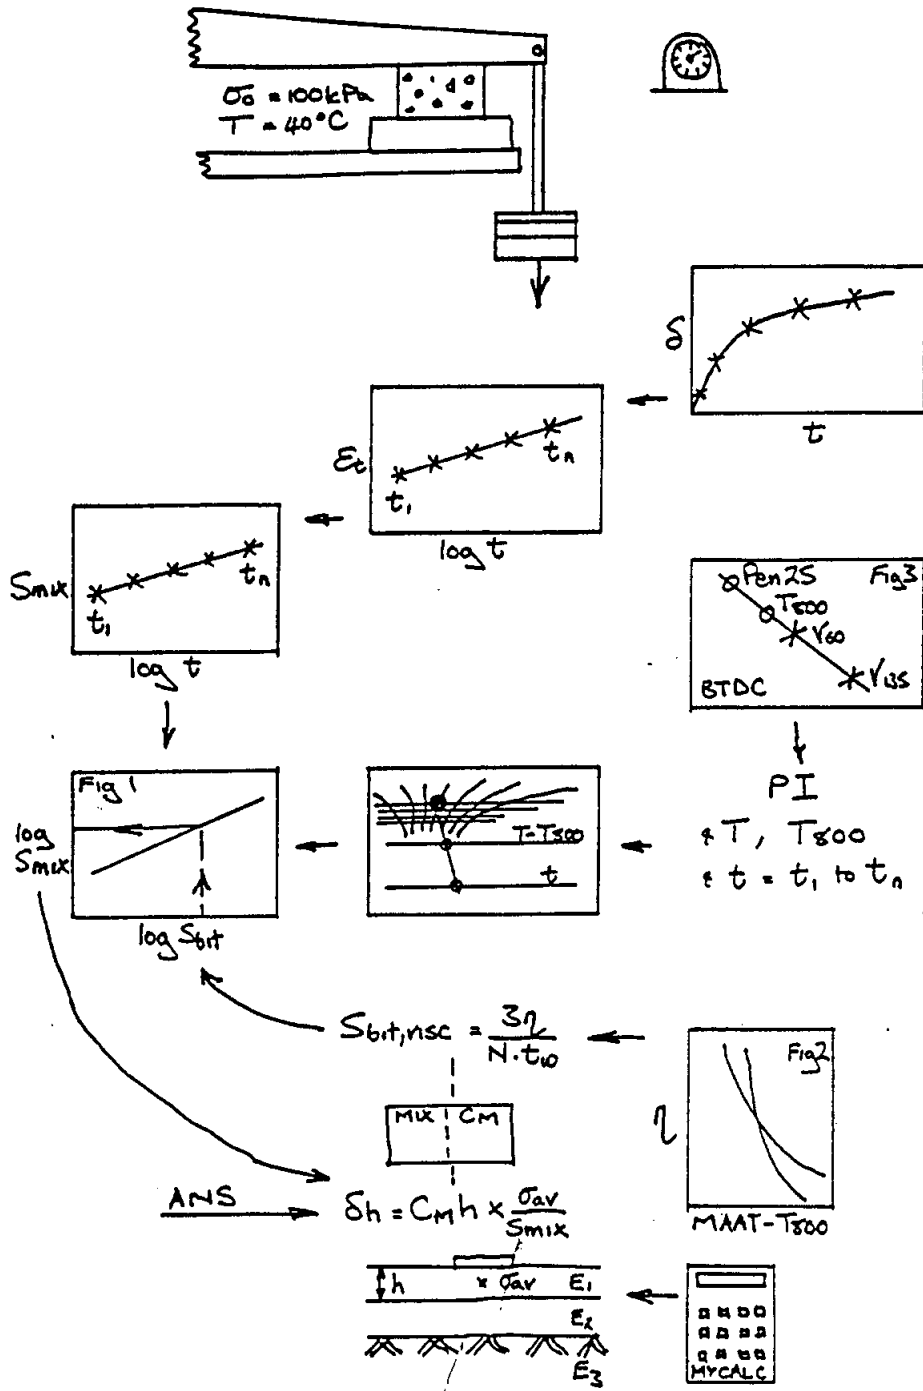 σo = 100kPa
T = 40°C
δ
t
εt
t1
tn
log t
Smix
t1
tn
log t
Pen25
Fig3
T800
V60
V135
BTDC
PI
& T, T800
& t = t1 to tn
T-T800
t
Fig 1
log
Smix
log Sbit
Sbit,nsc = 3η / N·tw
Fig2
η
MAAT-T800
MIX CM
ANS
δh = CM h × σav / Smix
h
× σav
E1
E2
E3
MYCALC